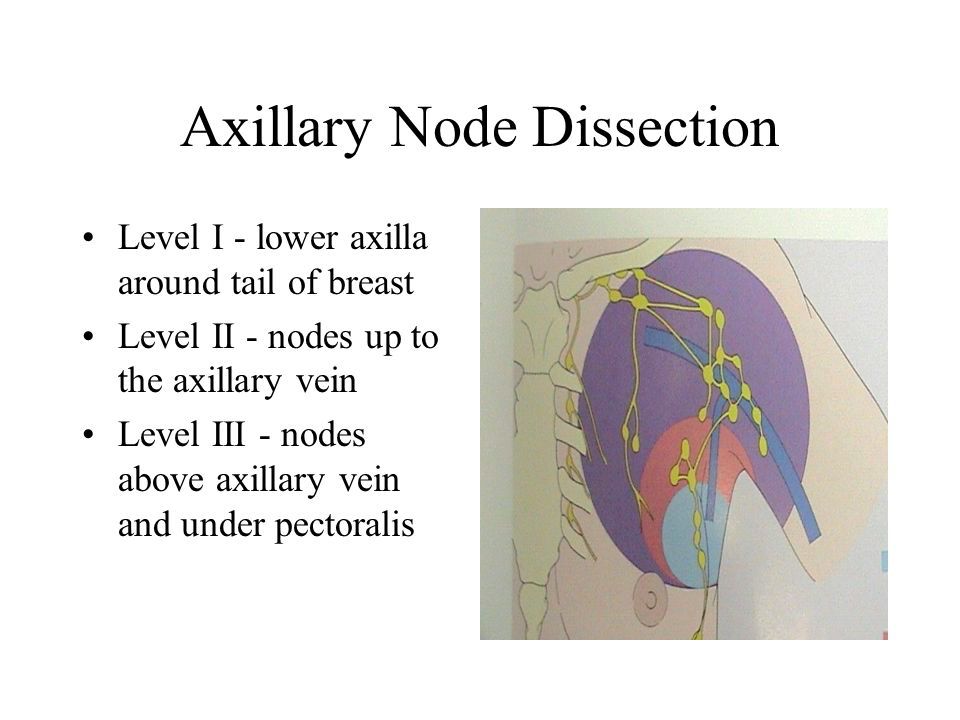 Axillary Node Dissection
• Level I - lower axilla
around tail of breast
• Level II - nodes up to
the axillary vein
• Level III - nodes
above axillary vein
and under pectoralis